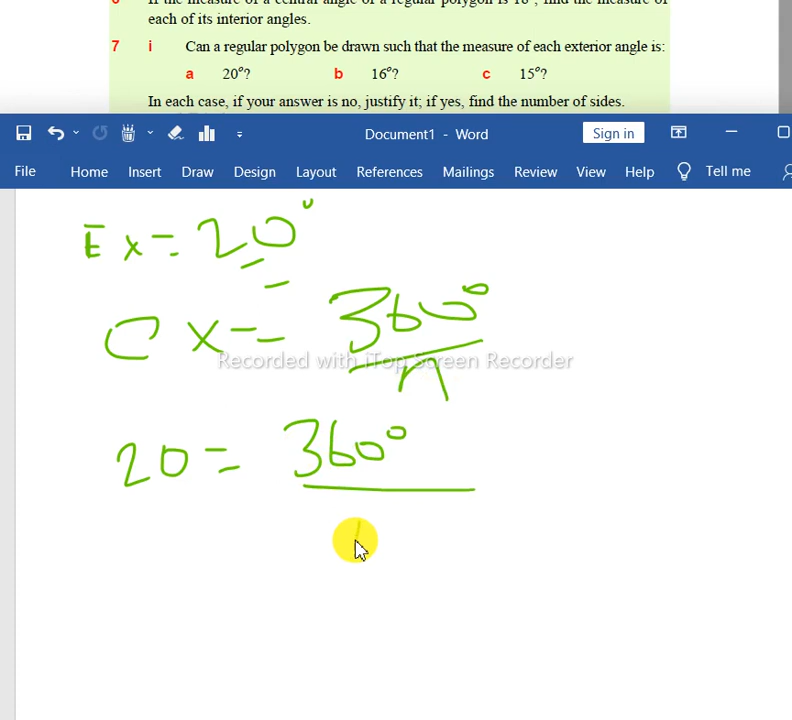 If the measure of a central angle of a regular polygon is 18°, find the measure of
each of its interior angles.
7 i Can a regular polygon be drawn such that the measure of each exterior angle is:
a 20°? b 16°? c 15°?
In each case, if your answer is no, justify it; if yes, find the number of sides.
Document1 - Word
Sign in
File Home Insert Draw Design Layout References Mailings Review View Help Tell me
Ex = 20°
Cx = 360°
n
Recorded with iTop Screen Recorder
20 = 360°